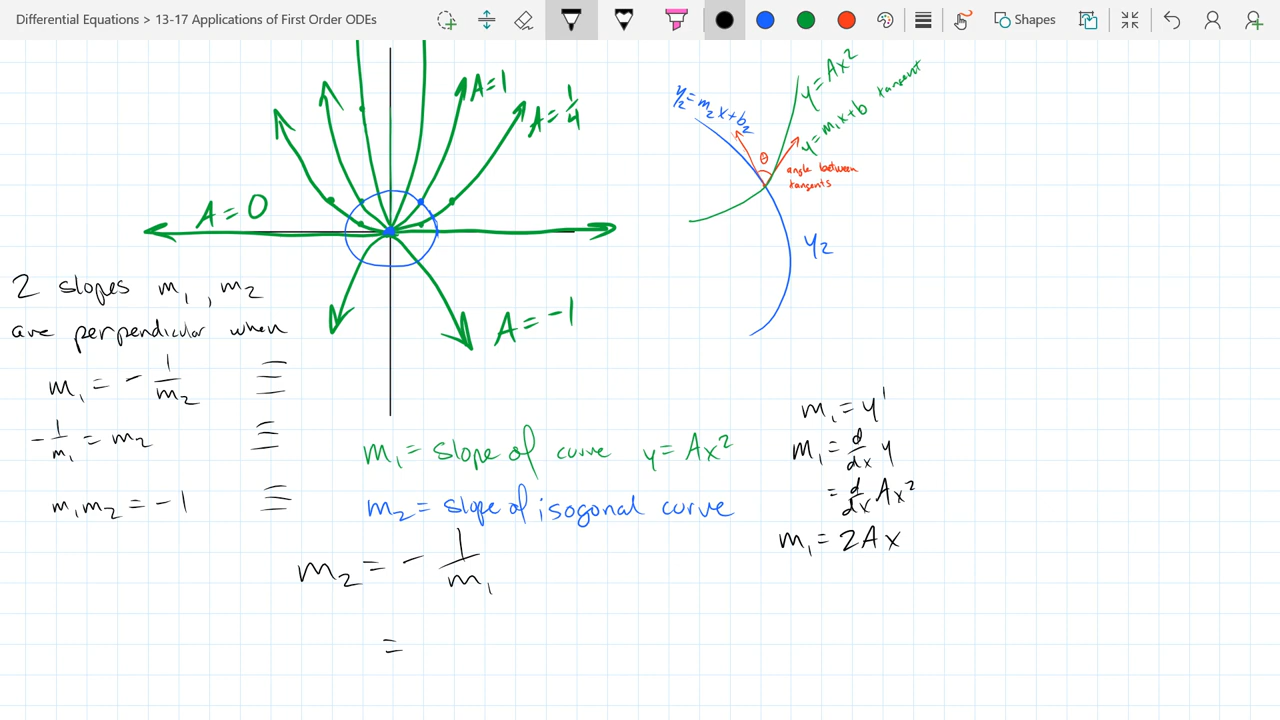 Differential Equations > 13-17 Applications of First Order ODEs
Shapes
A=1
A=1/4
A=0
A=-1
y=Ax²
y=m₁x+b tangent
y₂=m₂x+b₂
θ
angle between
tangents
y₂
2 slopes m₁, m₂
are perpendicular when
m₁ = -1/m₂ ≡
-1/m₁ = m₂ ≡
m₁m₂ = -1 ≡
m₁ = slope of curve y=Ax²
m₂ = slope of isogonal curve
m₂ = -1/m₁
=
m₁ = y'
m₁ = d/dx y
= d/dx Ax²
m₁ = 2Ax